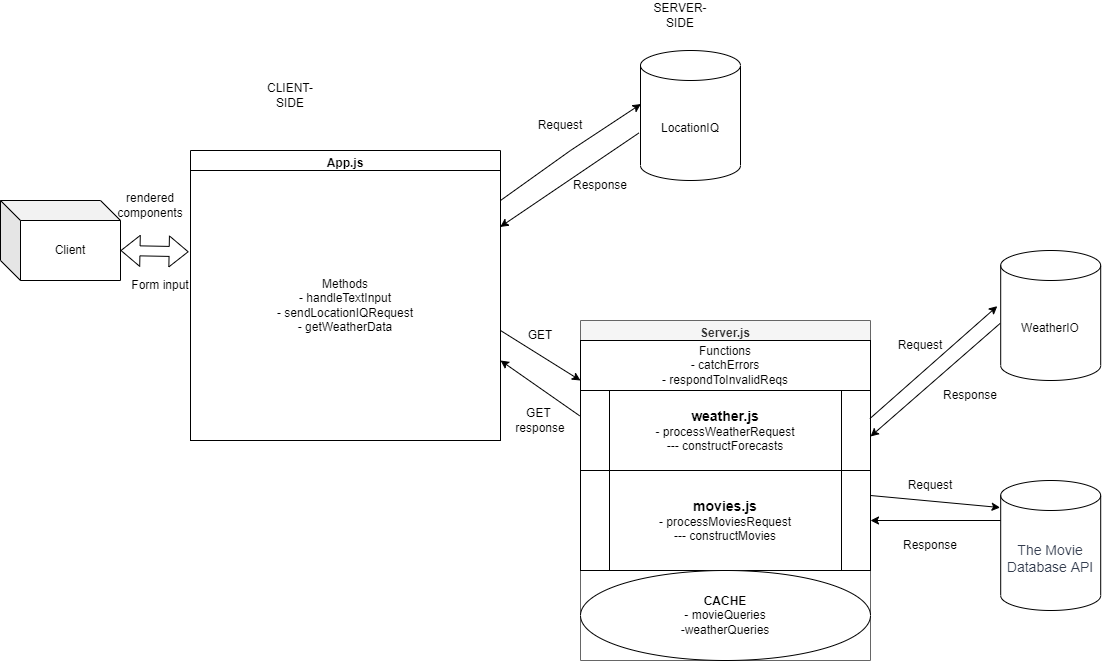 SERVER-
SIDE
CLIENT-
SIDE
LocationIQ
Request
Response
App.js
rendered
components
Client
Form input
Methods
- handleTextInput
- sendLocationIQRequest
- getWeatherData
GET
GET
response
Server.js
Functions
- catchErrors
- respondToInvalidReqs
weather.js
- processWeatherRequest
--- constructForecasts
movies.js
- processMoviesRequest
--- constructMovies
CACHE
- movieQueries
-weatherQueries
WeatherIO
Request
Response
Request
Response
The Movie
Database API